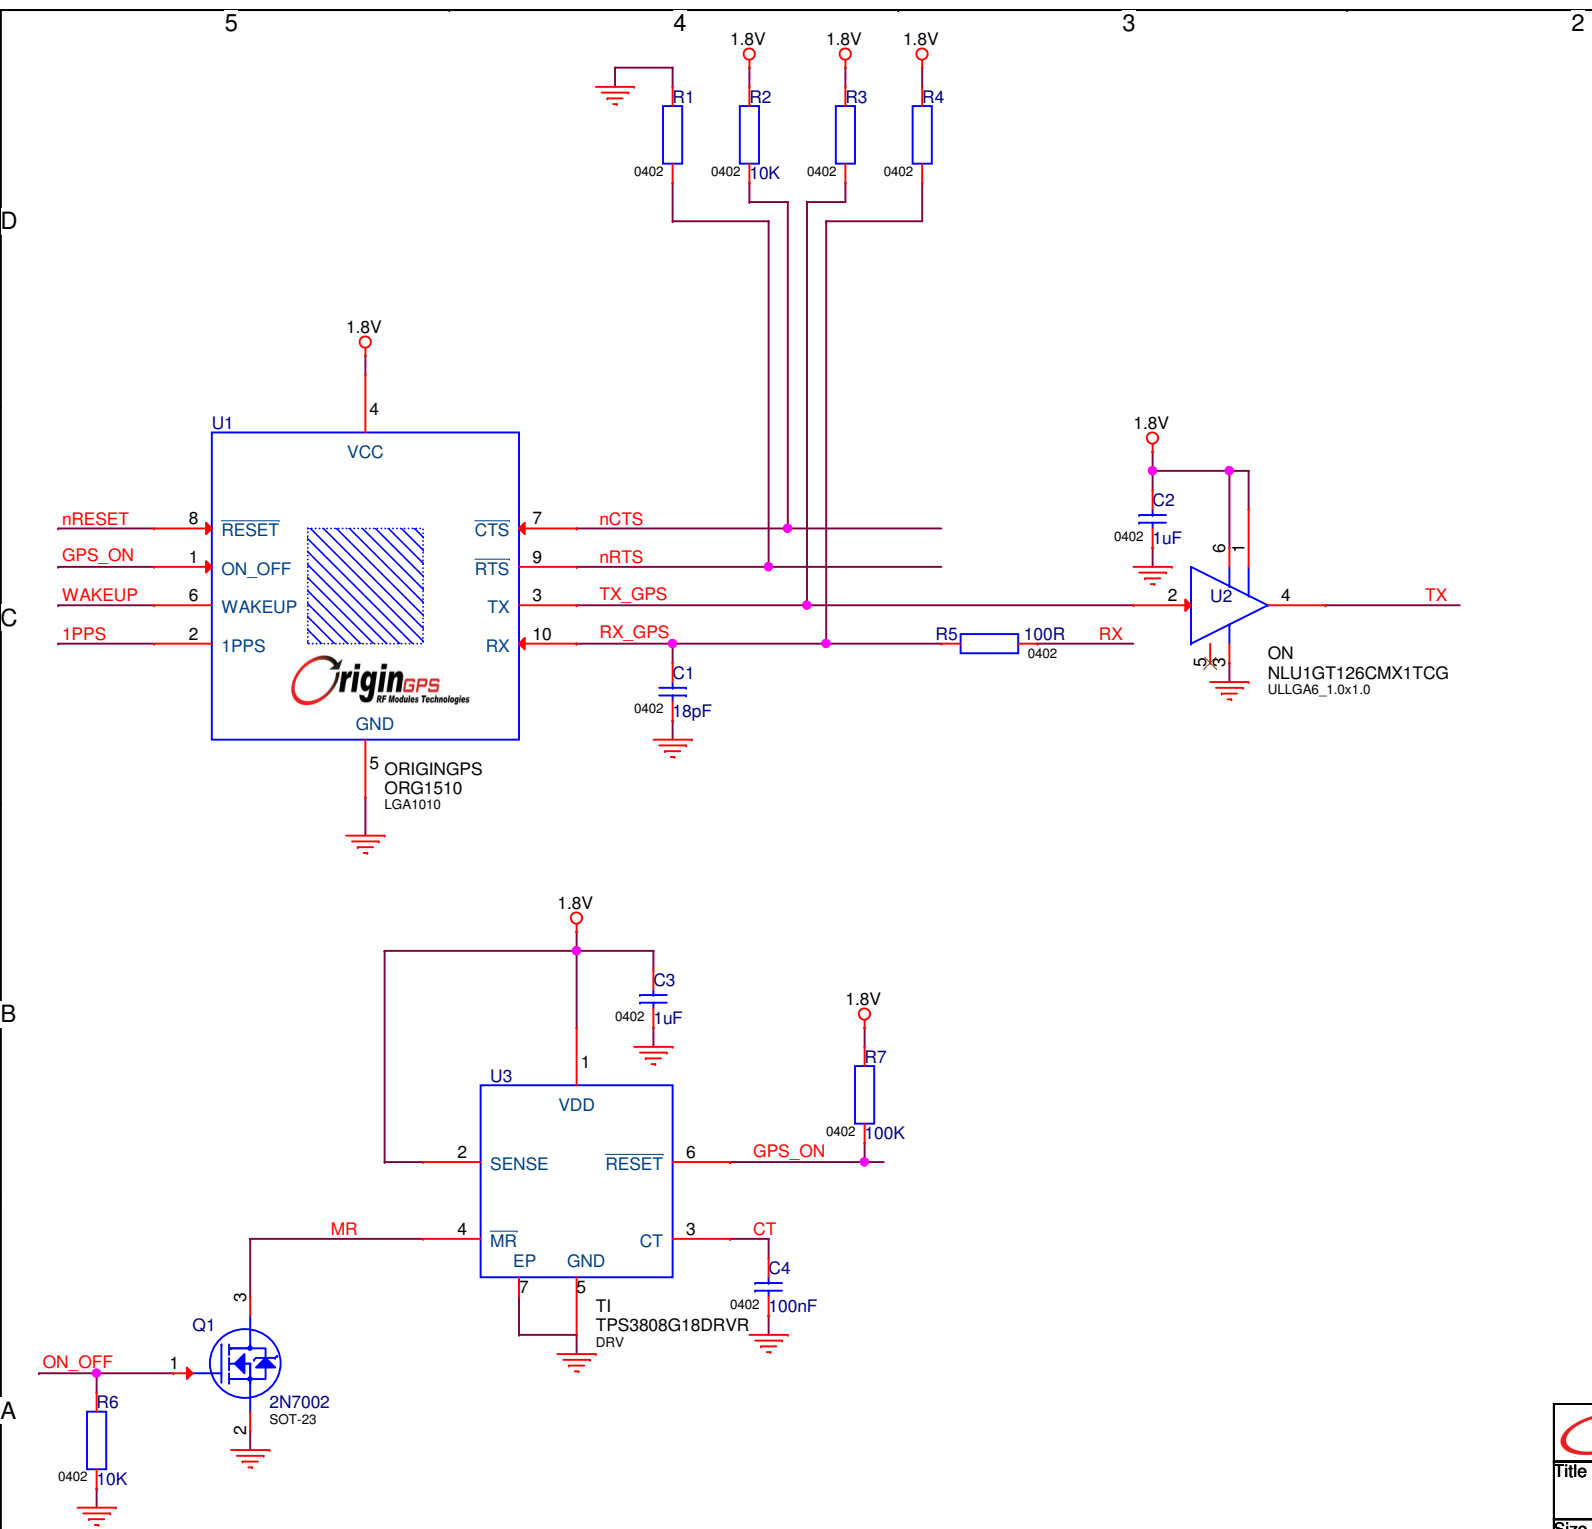 5 4 3 2
1.8V 1.8V 1.8V
R1 R2 R3 R4
0402 0402 10K 0402 0402
D
1.8V
4
U1
VCC
1.8V
nRESET 8 RESET CTS 7 nCTS
C2
0402 1uF
GPS_ON 1 ON_OFF RTS 9 nRTS
6 1
C
WAKEUP 6 WAKEUP TX 3 TX_GPS 2 U2 4 TX
1PPS 2 1PPS RX 10 RX_GPS R5 100R RX
0402
5 3
ON
NLU1GT126CMX1TCG
ULLGA6_1.0x1.0
C1
0402 18pF
OriginGPS
RF Modules Technologies
GND
5 ORIGINGPS
ORG1510
LGA1010
1.8V
C3
0402 1uF
B
1.8V
1
R7
0402 100K
U3
VDD
2 SENSE RESET 6 GPS_ON
MR 4 MR CT 3 CT
EP GND
7 5
C4
0402 100nF
TI
TPS3808G18DRVR
DRV
3
Q1
ON_OFF 1
2N7002
SOT-23
2
A
R6
0402 10K
Title
Size